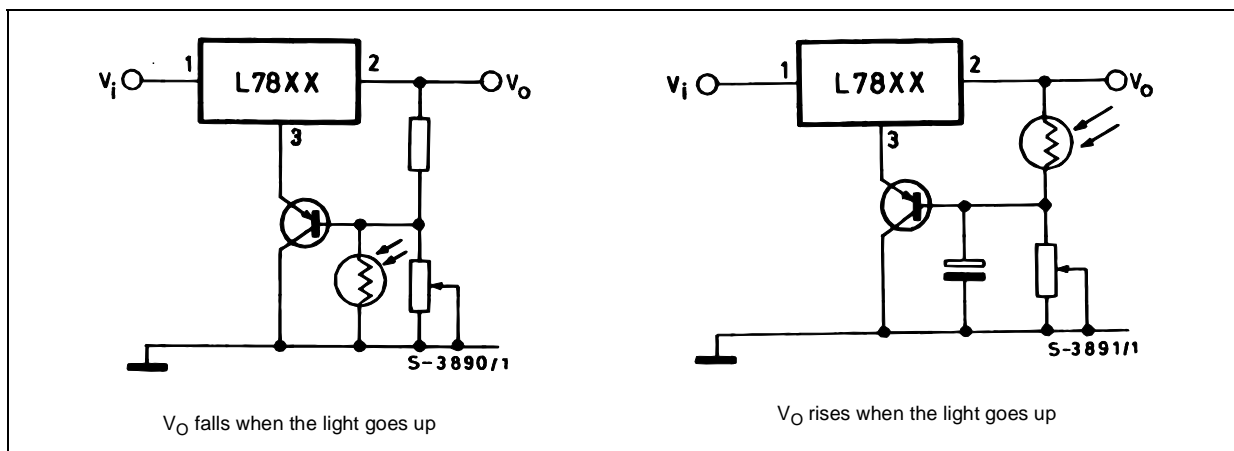 1 L78XX 2
Vi Vo
3
S-3890/1
VO falls when the light goes up
1 L78XX 2
Vi Vo
3
S-3891/1
VO rises when the light goes up